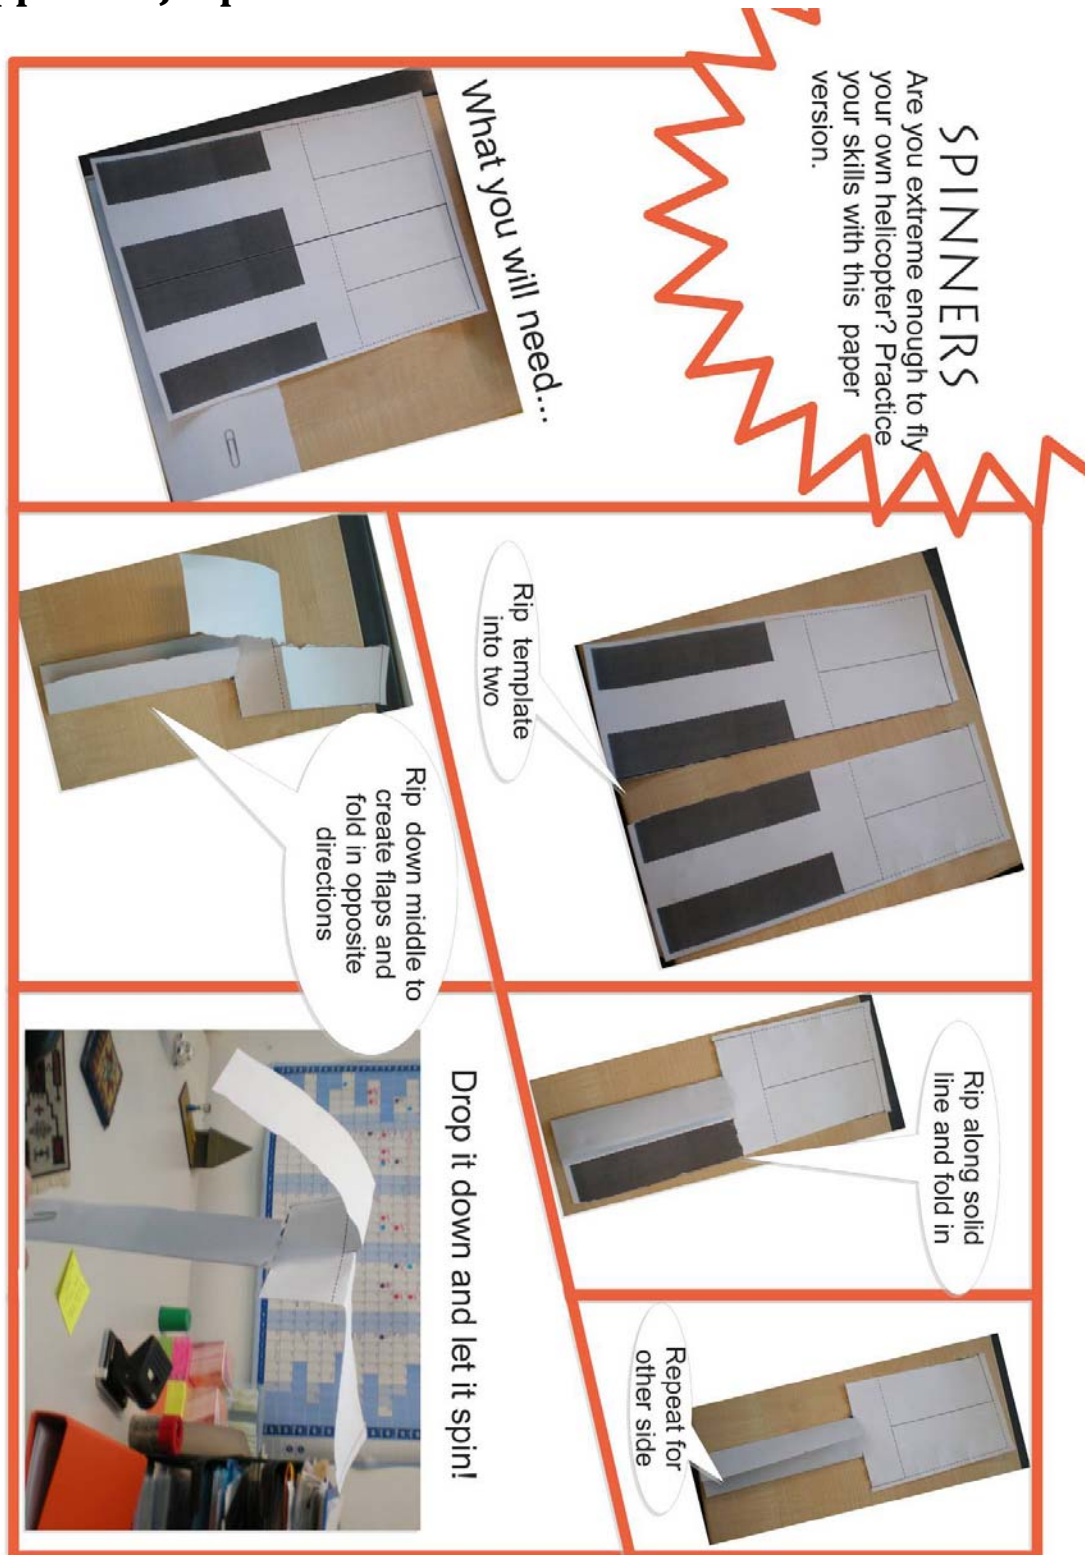 SPINNERS
Are you extreme enough to fly
your own helicopter? Practice
your skills with this paper
version.
What you will need...
Rip template
into two
Rip along solid
line and fold in
Repeat for
other side
Rip down middle to
create flaps and
fold in opposite
directions
Drop it down and let it spin!